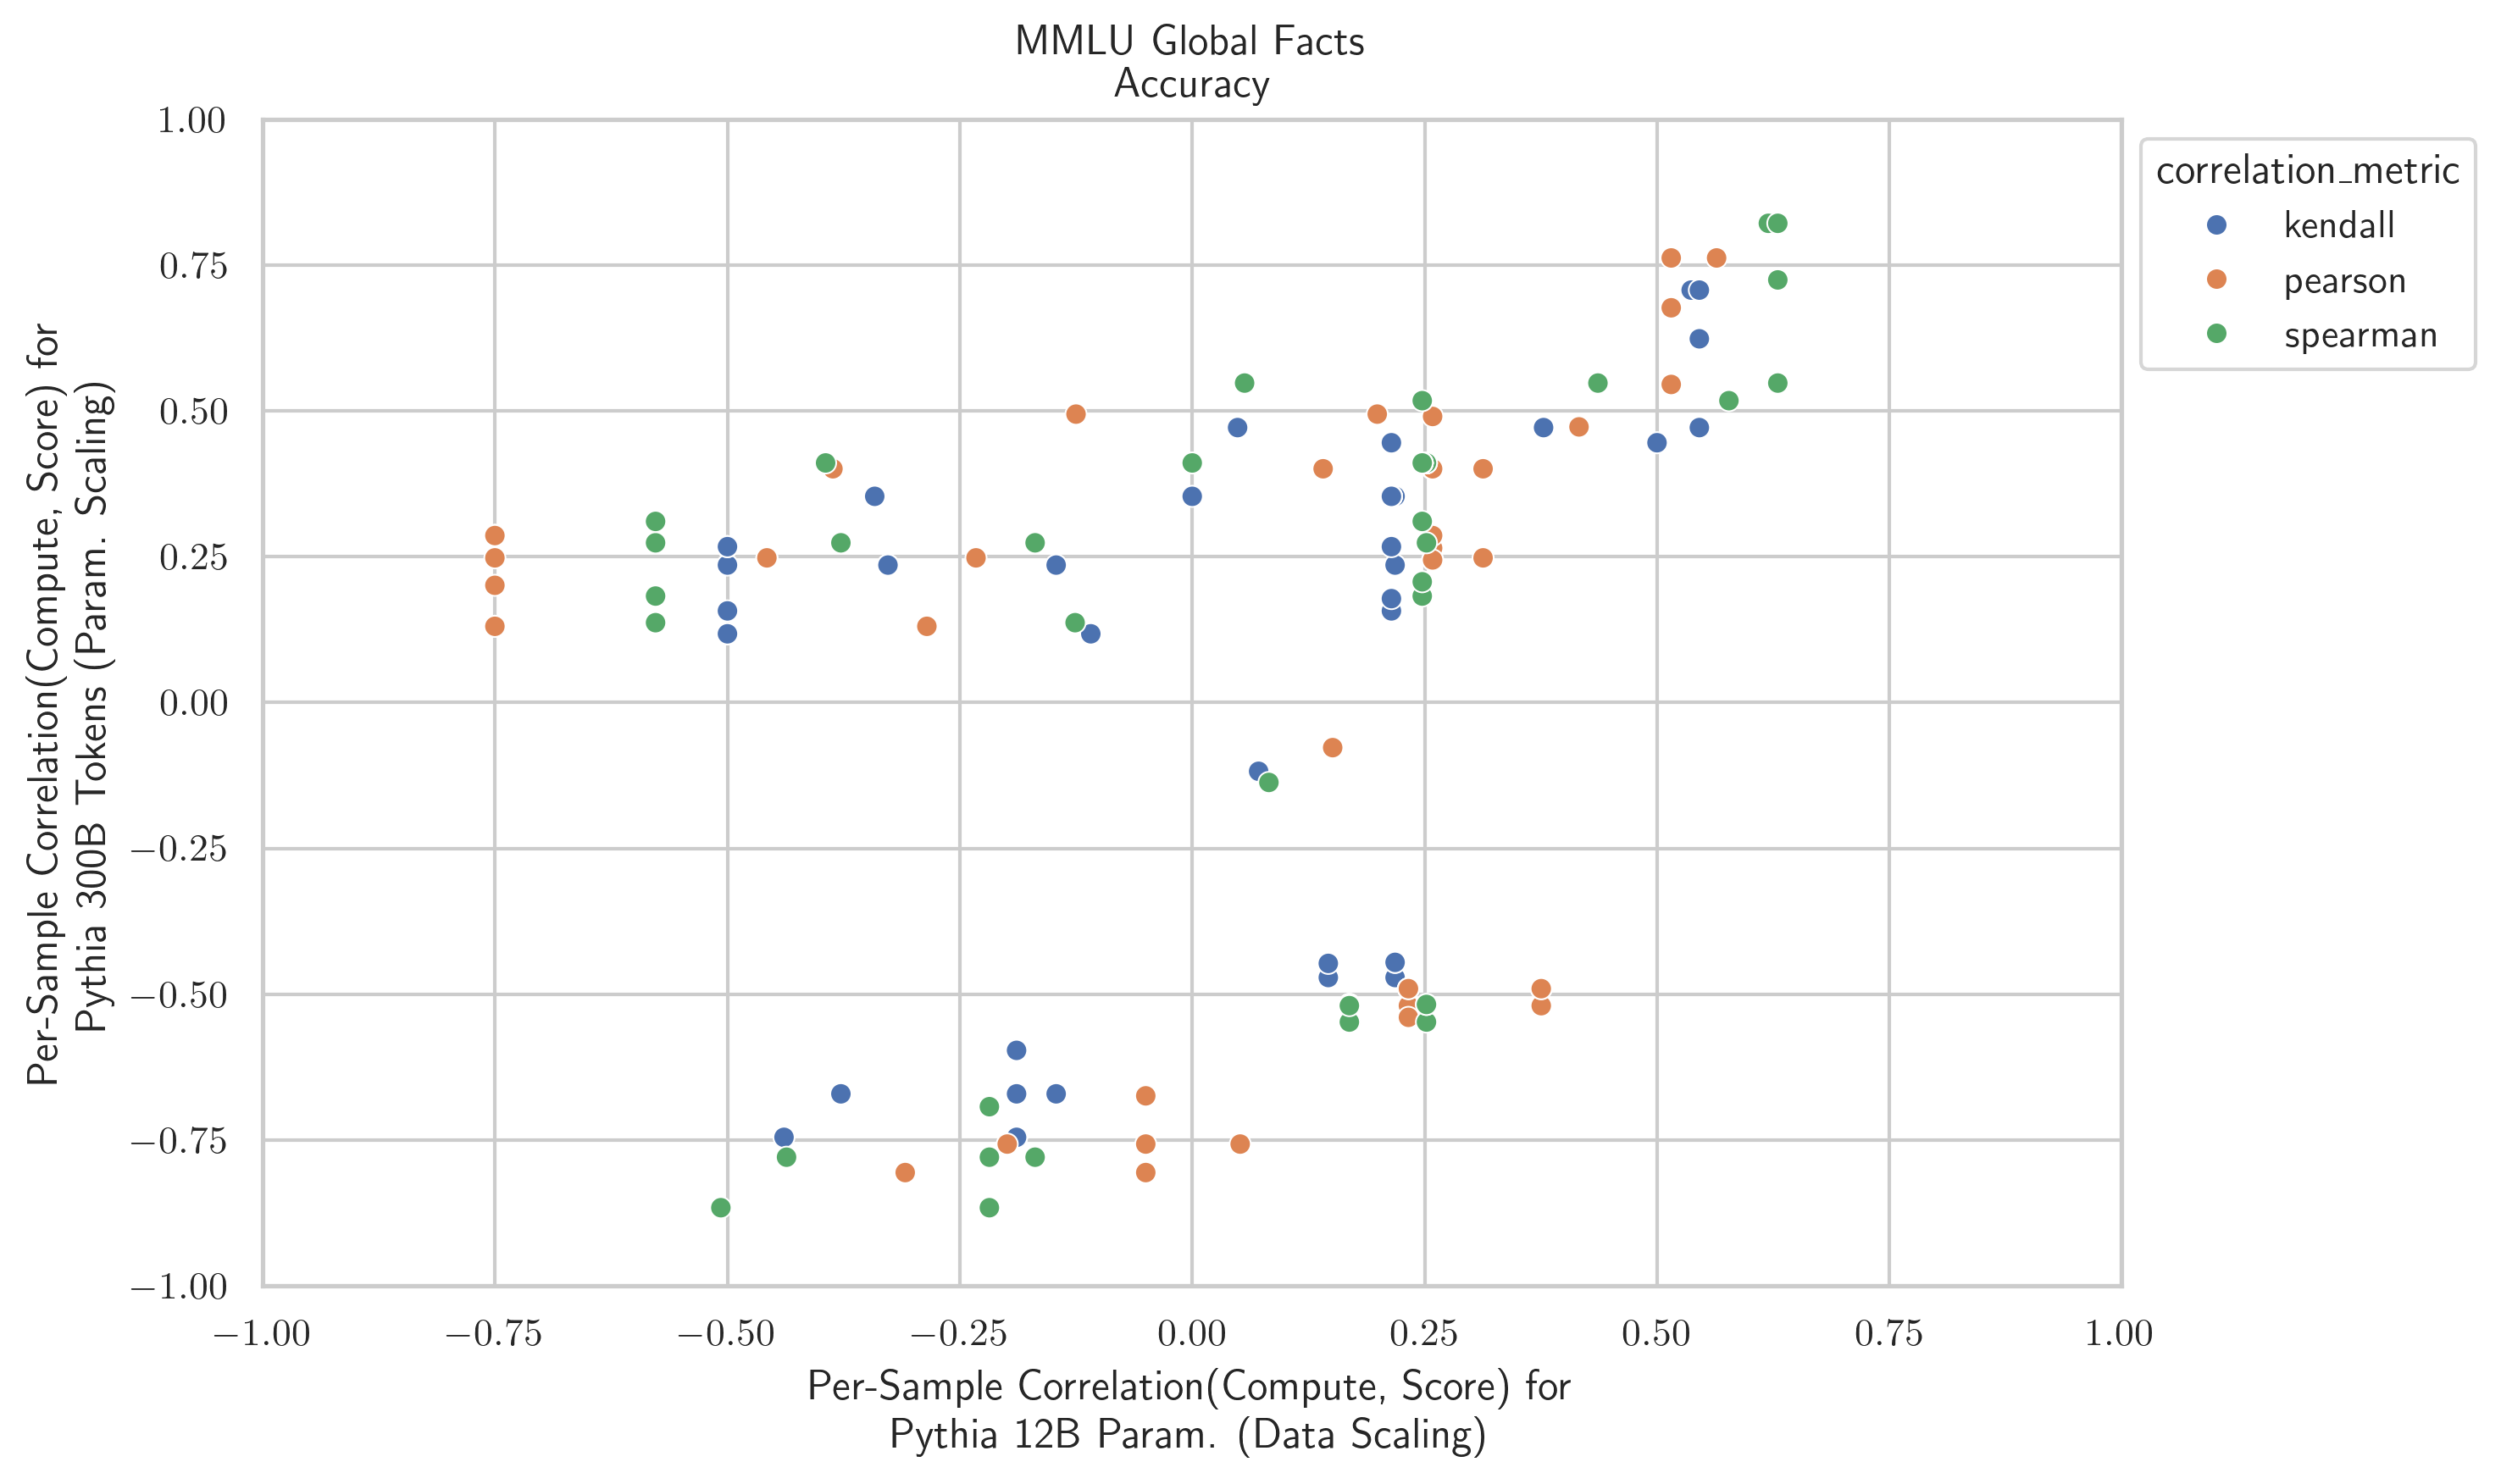 MMLU Global Facts
Accuracy
1.00
0.75
0.50
0.25
0.00
−0.25
−0.50
−0.75
−1.00
Per-Sample Correlation(Compute, Score) for
Pythia 300B Tokens (Param. Scaling)
−1.00 −0.75 −0.50 −0.25 0.00 0.25 0.50 0.75 1.00
Per-Sample Correlation(Compute, Score) for
Pythia 12B Param. (Data Scaling)
correlation_metric
kendall
pearson
spearman